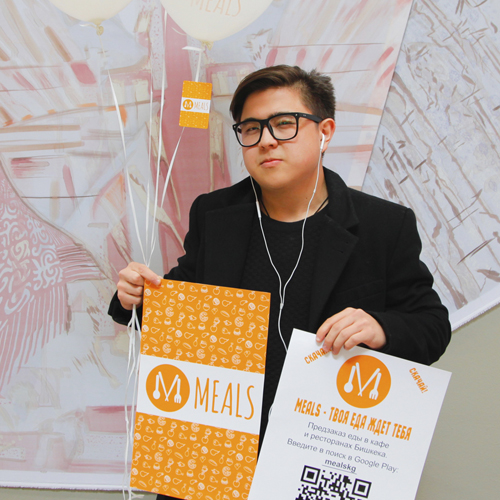 MEALS
MEALS
MEALS
СКАЧАЙ!
СКАЧАЙ!
MEALS - ТВОЯ ЕДА ЖДЕТ ТЕБЯ
Предзаказ еды в кафе
и ресторанах Бишкека.
Введите в поиск в Google Play:
mealskg